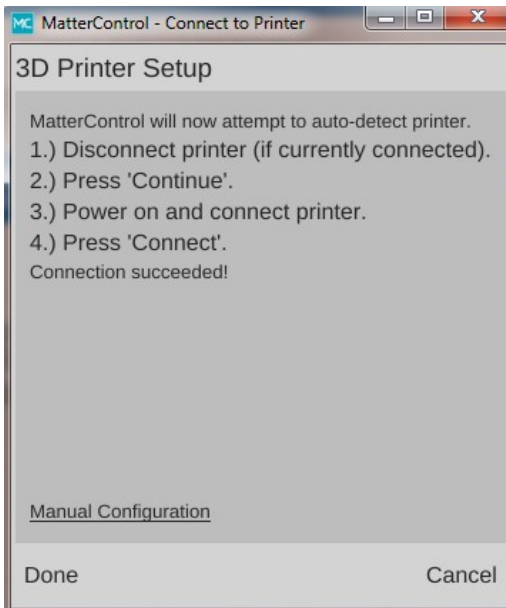 MC MatterControl - Connect to Printer
3D Printer Setup
MatterControl will now attempt to auto-detect printer.
1.) Disconnect printer (if currently connected).
2.) Press 'Continue'.
3.) Power on and connect printer.
4.) Press 'Connect'.
Connection succeeded!
Manual Configuration
Done Cancel